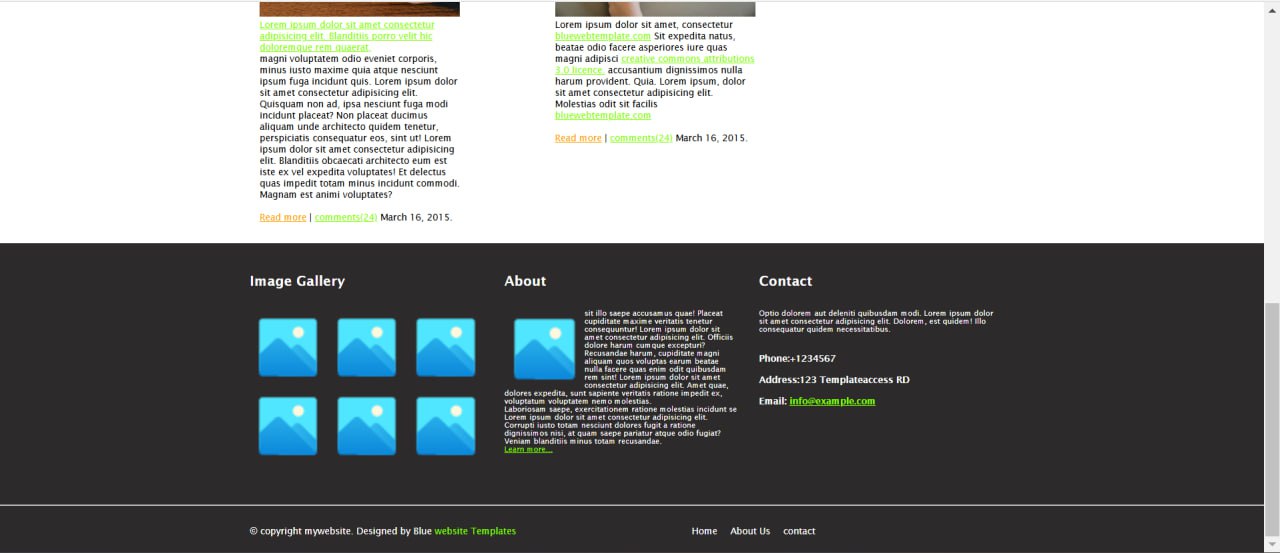 Lorem ipsum dolor sit amet consectetur
adipisicing elit. Blanditiis porro velit hic
doloremque rem quaerat.
magni voluptatem odio eveniet corporis,
minus iusto maxime quia atque nesciunt
ipsum fuga incidunt quis. Lorem ipsum dolor
sit amet consectetur adipisicing elit.
Quisquam non ad, ipsa nesciunt fuga modi
incidunt placeat? Non placeat ducimus
aliquam unde architecto quidem tenetur,
perspiciatis consequatur eos, sint ut! Lorem
ipsum dolor sit amet consectetur adipisicing
elit. Blanditiis obcaecati architecto eum est
iste ex vel expedita voluptates! Et delectus
quas impedit totam minus incidunt commodi.
Magnam est animi voluptates?
Read more | comments(24) March 16, 2015.
Lorem ipsum dolor sit amet, consectetur
bluewebtemplate.com Sit expedita natus,
beatae odio facere asperiores iure quas
magni adipisci creative commons attributions
3.0 licence. accusantium dignissimos nulla
harum provident. Quia. Lorem ipsum, dolor
sit amet consectetur adipisicing elit.
Molestias odit sit facilis
bluewebtemplate.com
Read more | comments(24) March 16, 2015.
Image Gallery
About
sit illo saepe accusamus quae! Placeat
cupiditate maxime veritatis tenetur
consequuntur! Lorem ipsum dolor sit
amet consectetur adipisicing elit. Officiis
dolore harum cumque excepturi?
Recusandae harum, cupiditate magni
aliquam quos voluptas earum beatae
nulla facere quas enim odit quibusdam
rem sint! Lorem ipsum dolor sit amet
consectetur adipisicing elit. Amet quae,
dolores expedita, sunt sapiente veritatis ratione impedit ex,
voluptatum voluptatem nemo molestias.
Laboriosam saepe, exercitationem ratione molestias incidunt se
Lorem ipsum dolor sit amet consectetur adipisicing elit.
Corrupti iusto totam nesciunt dolores fugit a ratione
dignissimos nisi, at quam saepe pariatur atque odio fugiat?
Veniam blanditiis minus totam recusandae.
Learn more...
Contact
Optio dolorem aut deleniti quibusdam modi. Lorem ipsum dolor
sit amet consectetur adipisicing elit. Dolorem, est quidem! Illo
consequatur quidem necessitatibus.
Phone:+1234567
Address:123 Templateaccess RD
Email: info@example.com
© copyright mywebsite. Designed by Blue website Templates
Home About Us contact